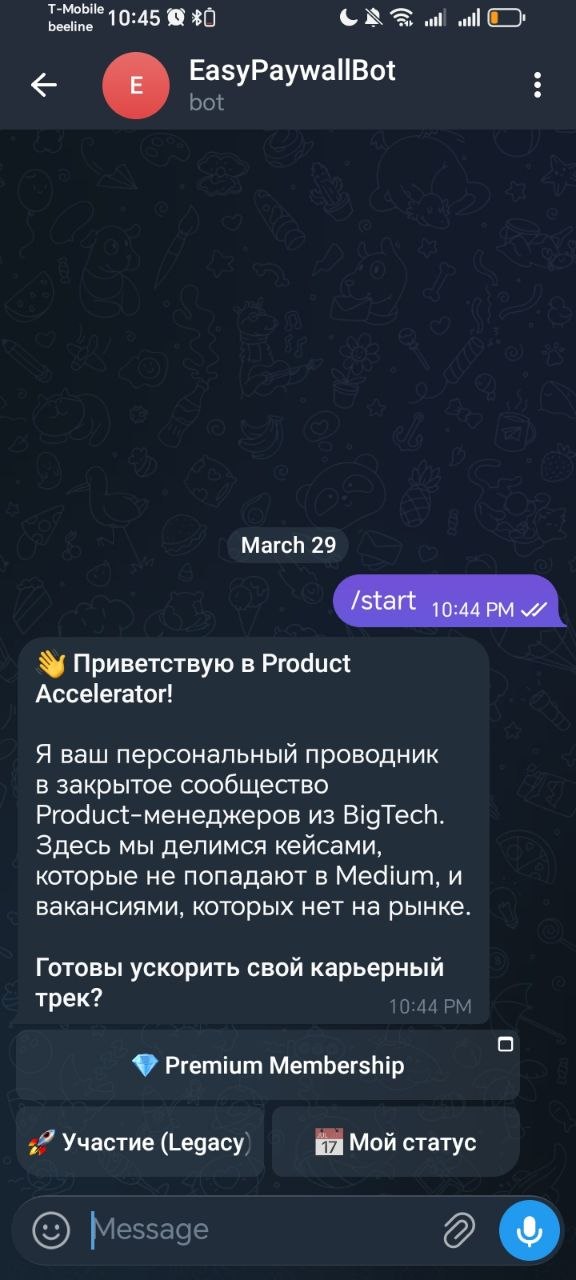 T-Mobile
beeline
10:45
E
EasyPaywallBot
bot
March 29
/start 10:44 PM
👋 Приветствую в Product
Accelerator!
Я ваш персональный проводник
в закрытое сообщество
Product-менеджеров из BigTech.
Здесь мы делимся кейсами,
которые не попадают в Medium, и
вакансиями, которых нет на рынке.
Готовы ускорить свой карьерный
трек?
10:44 PM
💎 Premium Membership
🚀 Участие (Legacy)
📅 Мой статус
Message